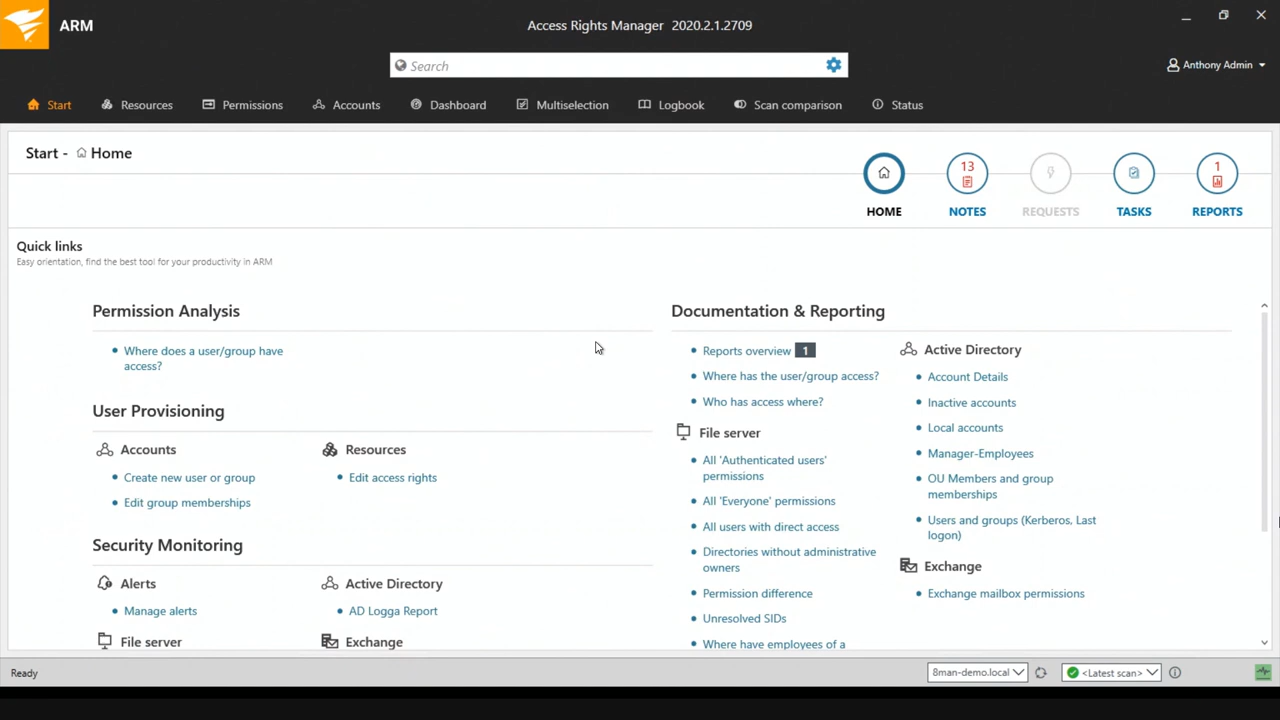 ARM
Access Rights Manager 2020.2.1.2709
Search
Anthony Admin
Start
Resources
Permissions
Accounts
Dashboard
Multiselection
Logbook
Scan comparison
Status
Start - Home
13
1
HOME
NOTES
REQUESTS
TASKS
REPORTS
Quick links
Easy orientation, find the best tool for your productivity in ARM
Permission Analysis
Where does a user/group have
access?
User Provisioning
Accounts
Create new user or group
Edit group memberships
Resources
Edit access rights
Security Monitoring
Alerts
Manage alerts
Active Directory
AD Logga Report
File server
Exchange
Documentation & Reporting
Reports overview 1
Where has the user/group access?
Who has access where?
File server
All 'Authenticated users'
permissions
All 'Everyone' permissions
All users with direct access
Directories without administrative
owners
Permission difference
Unresolved SIDs
Where have employees of a
Active Directory
Account Details
Inactive accounts
Local accounts
Manager-Employees
OU Members and group
memberships
Users and groups (Kerberos, Last
logon)
Exchange
Exchange mailbox permissions
Ready
8man-demo.local
<Latest scan>